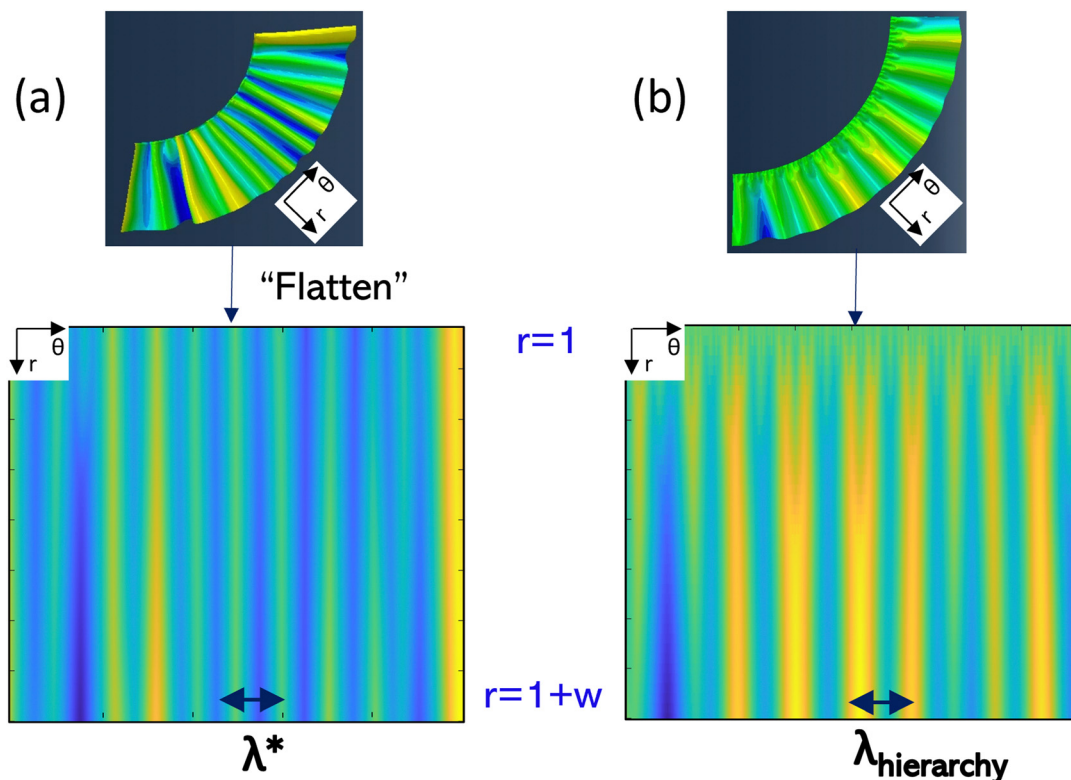 (a)
(b)
θ
r
θ
r
“Flatten”
θ
r
r=1
θ
r
r=1+w
λ*
λhierarchy